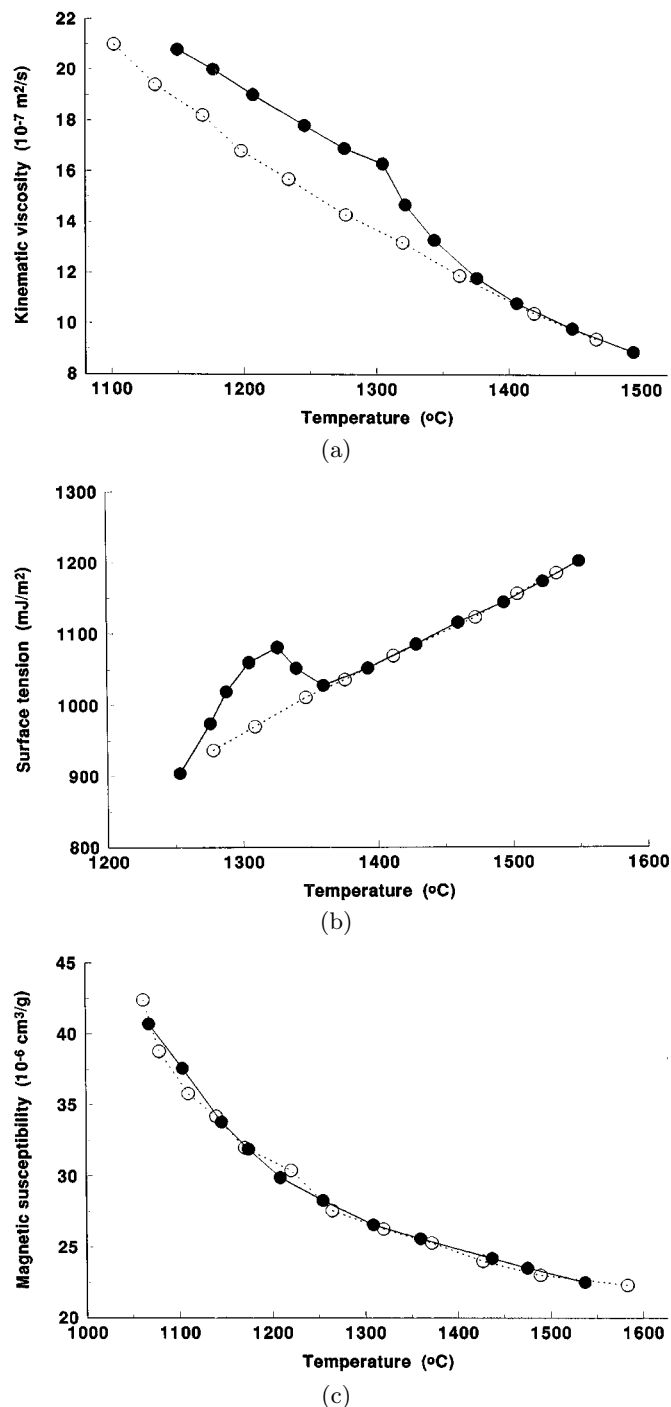 22
20
18
16
14
12
10
8
Kinematic viscosity (10-7 m2/s)
1100 1200 1300 1400 1500
Temperature (oC)
(a)
1300
1200
1100
1000
900
800
Surface tension (mJ/m2)
1200 1300 1400 1500 1600
Temperature (oC)
(b)
45
40
35
30
25
20
Magnetic susceptibility (10-6 cm3/g)
1000 1100 1200 1300 1400 1500 1600
Temperature (oC)
(c)